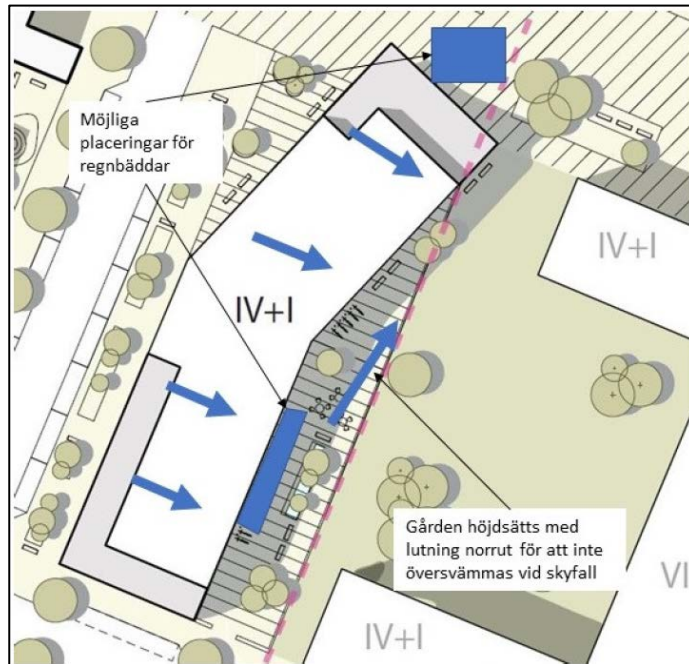 Möjliga
placeringar för
regnbäddar
IV+I
IV+I
Gården höjdsätts med
lutning norrut för att inte
översvämmas vid skyfall
VI
IV+I